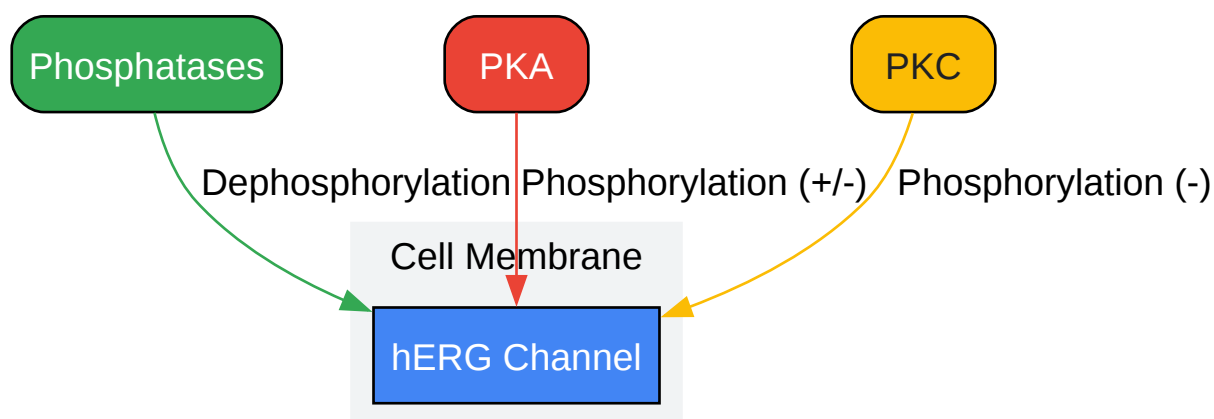 Phosphatases
PKA
PKC
Dephosphorylation
Phosphorylation (+/-)
Phosphorylation (-)
Cell Membrane
hERG Channel